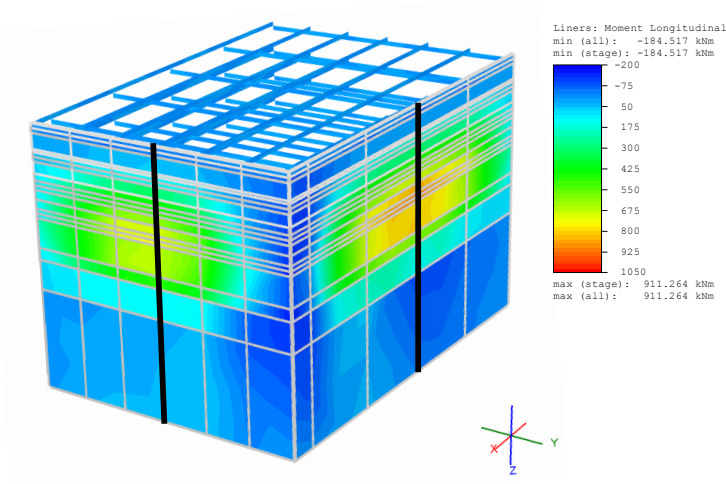 Liners: Moment Longitudinal
min (all): -184.517 kNm
min (stage): -184.517 kNm
-200
-75
50
175
300
425
550
675
800
925
1050
max (stage): 911.264 kNm
max (all): 911.264 kNm
X
Y
Z